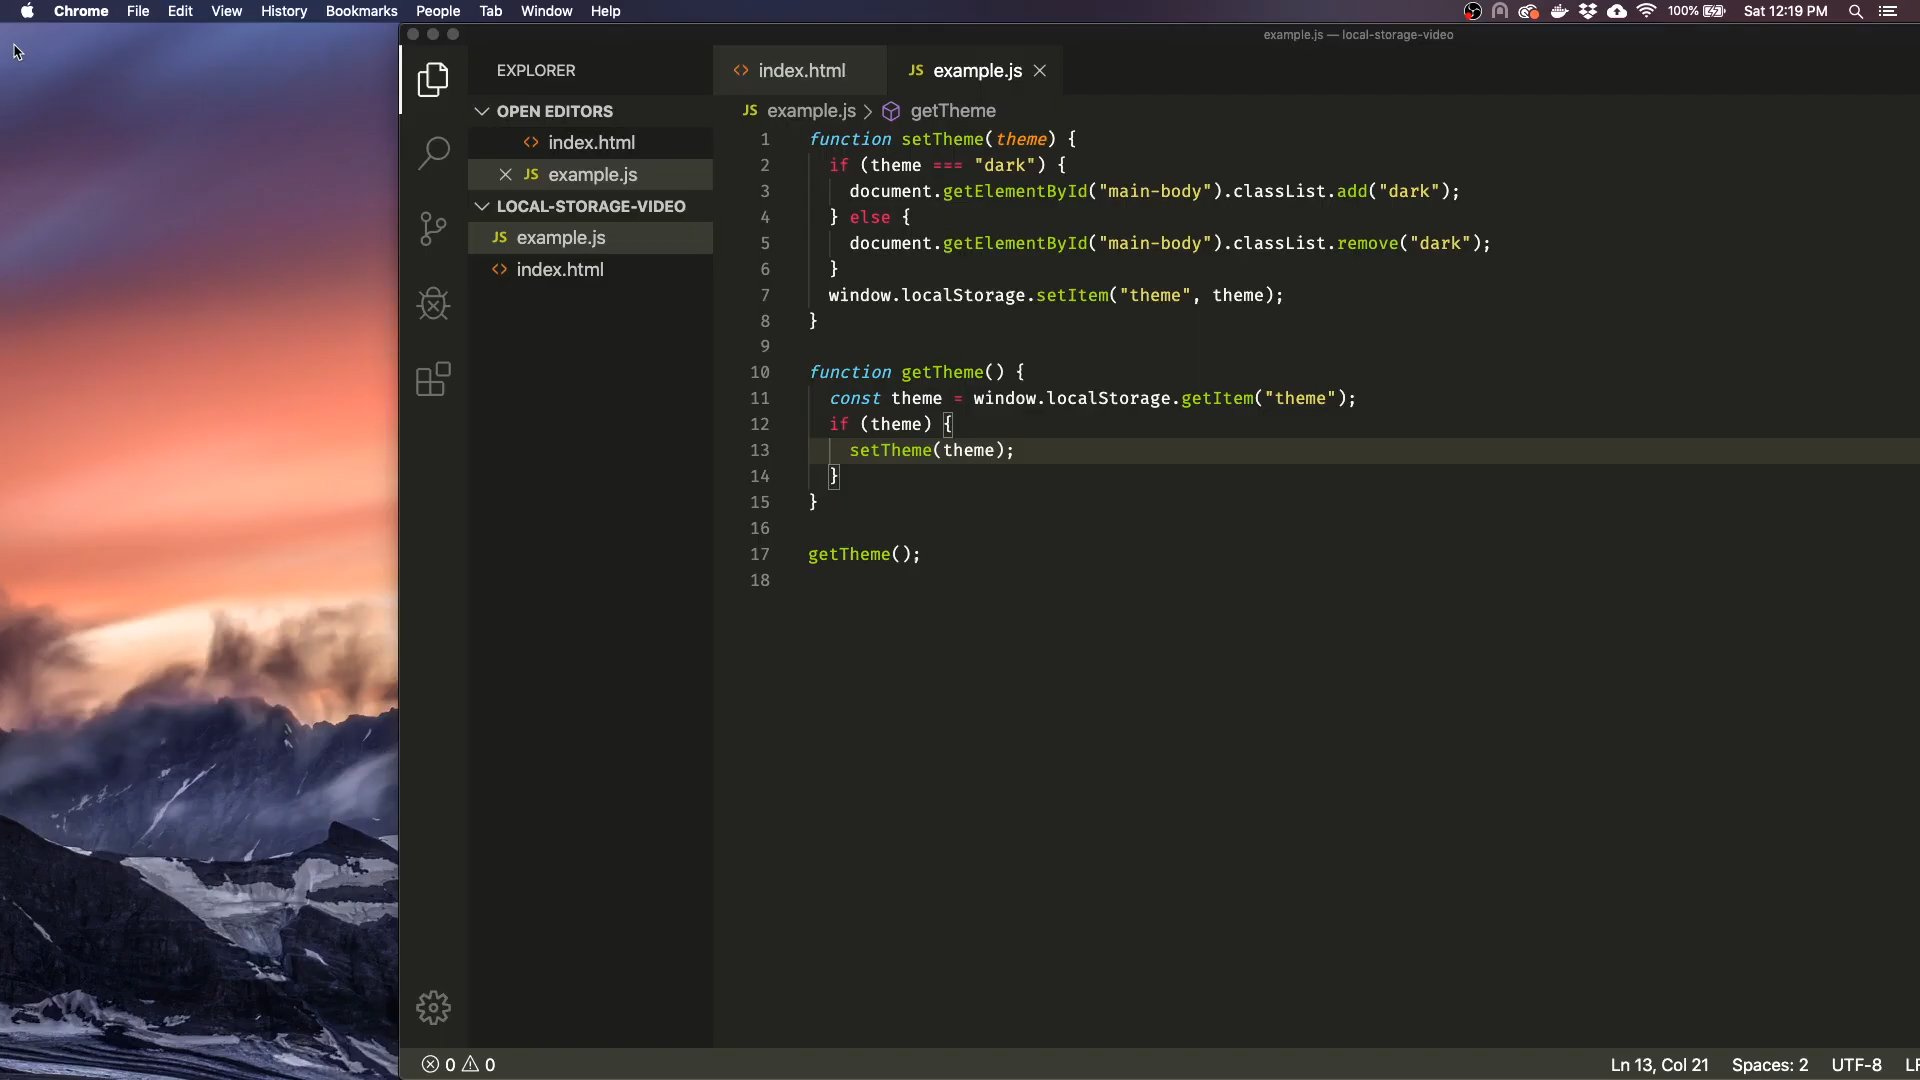 Chrome File Edit View History Bookmarks People Tab Window Help 100% Sat 12:19 PM
example.js — local-storage-video
EXPLORER
OPEN EDITORS
index.html
JS example.js
LOCAL-STORAGE-VIDEO
JS example.js
index.html
index.html JS example.js
JS example.js > getTheme
1 function setTheme(theme) {
2 if (theme === "dark") {
3 document.getElementById("main-body").classList.add("dark");
4 } else {
5 document.getElementById("main-body").classList.remove("dark");
6 }
7 window.localStorage.setItem("theme", theme);
8 }
9
10 function getTheme() {
11 const theme = window.localStorage.getItem("theme");
12 if (theme) {
13 setTheme(theme);
14 }
15 }
16
17 getTheme();
18
0 0 Ln 13, Col 21 Spaces: 2 UTF-8